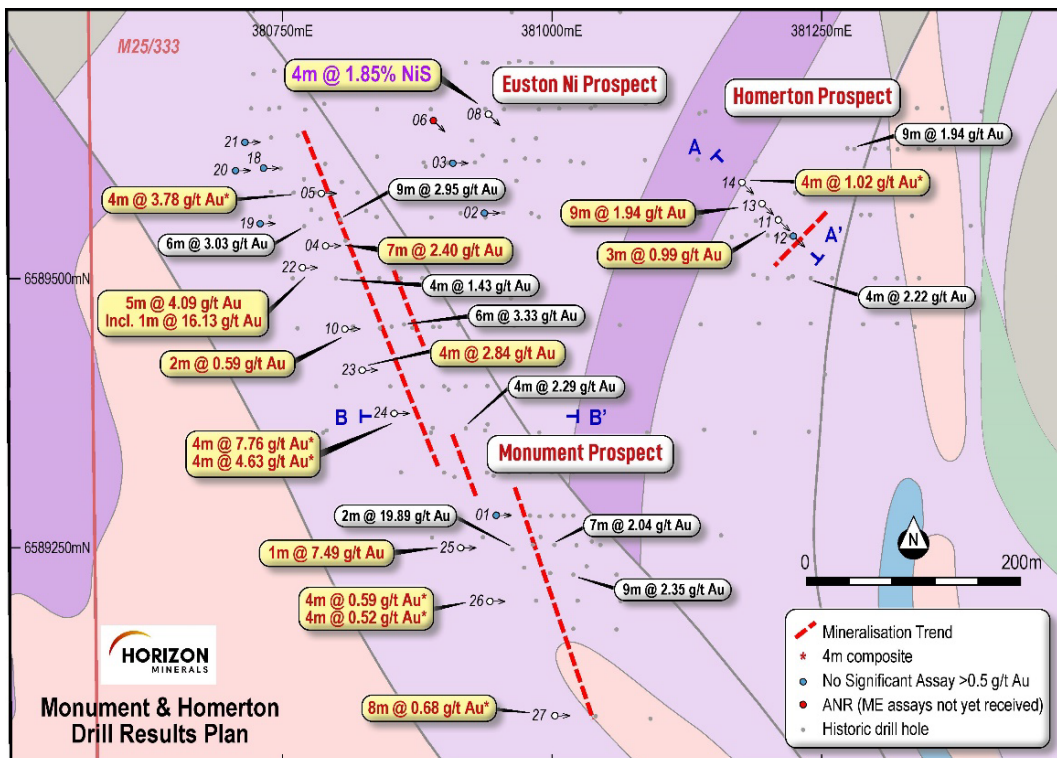 380750mE
381000mE
381250mE
M25/333
4m @ 1.85% NiS
Euston Ni Prospect
Homerton Prospect
06
08
21
20
18
03
9m @ 1.94 g/t Au
A
14
4m @ 1.02 g/t Au*
4m @ 3.78 g/t Au*
05
9m @ 2.95 g/t Au
02
9m @ 1.94 g/t Au
13
11
12
A'
19
6m @ 3.03 g/t Au
04
7m @ 2.40 g/t Au
3m @ 0.99 g/t Au
6589500mN
22
4m @ 1.43 g/t Au
4m @ 2.22 g/t Au
5m @ 4.09 g/t Au
Incl. 1m @ 16.13 g/t Au
6m @ 3.33 g/t Au
10
2m @ 0.59 g/t Au
4m @ 2.84 g/t Au
23
4m @ 2.29 g/t Au
B
24
B'
4m @ 7.76 g/t Au*
4m @ 4.63 g/t Au*
Monument Prospect
2m @ 19.89 g/t Au
01
7m @ 2.04 g/t Au
6589250mN
1m @ 7.49 g/t Au
25
9m @ 2.35 g/t Au
4m @ 0.59 g/t Au*
4m @ 0.52 g/t Au*
26
N
0
200m
HORIZON
MINERALS
Monument & Homerton
Drill Results Plan
8m @ 0.68 g/t Au*
27
Mineralisation Trend
* 4m composite
No Significant Assay >0.5 g/t Au
ANR (ME assays not yet received)
Historic drill hole